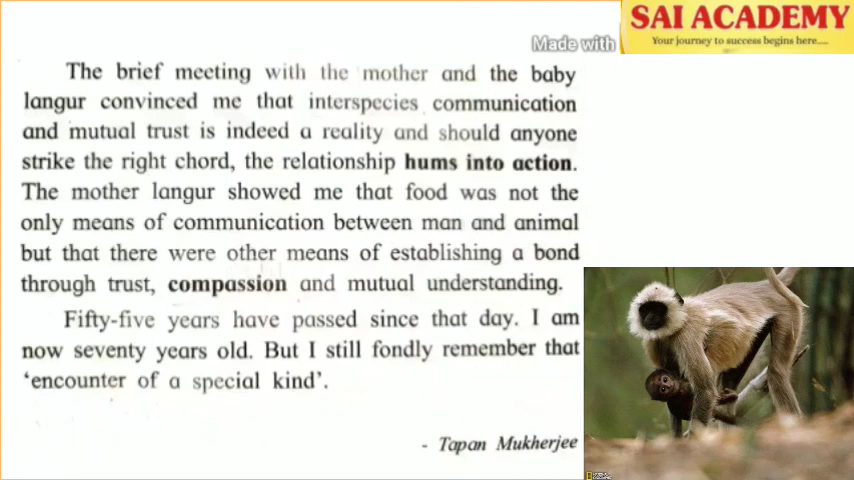 SAI ACADEMY
Your journey to success begins here....
Made with
The brief meeting with the mother and the baby
langur convinced me that interspecies communication
and mutual trust is indeed a reality and should anyone
strike the right chord, the relationship hums into action.
The mother langur showed me that food was not the
only means of communication between man and animal
but that there were other means of establishing a bond
through trust, compassion and mutual understanding.
Fifty-five years have passed since that day. I am
now seventy years old. But I still fondly remember that
‘encounter of a special kind’.
- Tapan Mukherjee